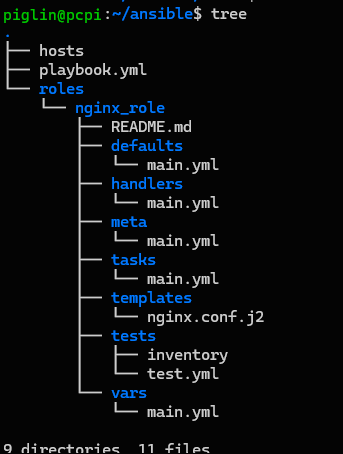 piglin@pcpi:~/ansible$ tree
.
├── hosts
├── playbook.yml
└── roles
    └── nginx_role
        ├── README.md
        ├── defaults
        │   └── main.yml
        ├── handlers
        │   └── main.yml
        ├── meta
        │   └── main.yml
        ├── tasks
        │   └── main.yml
        ├── templates
        │   └── nginx.conf.j2
        ├── tests
        │   ├── inventory
        │   └── test.yml
        └── vars
            └── main.yml
9 directories, 11 files